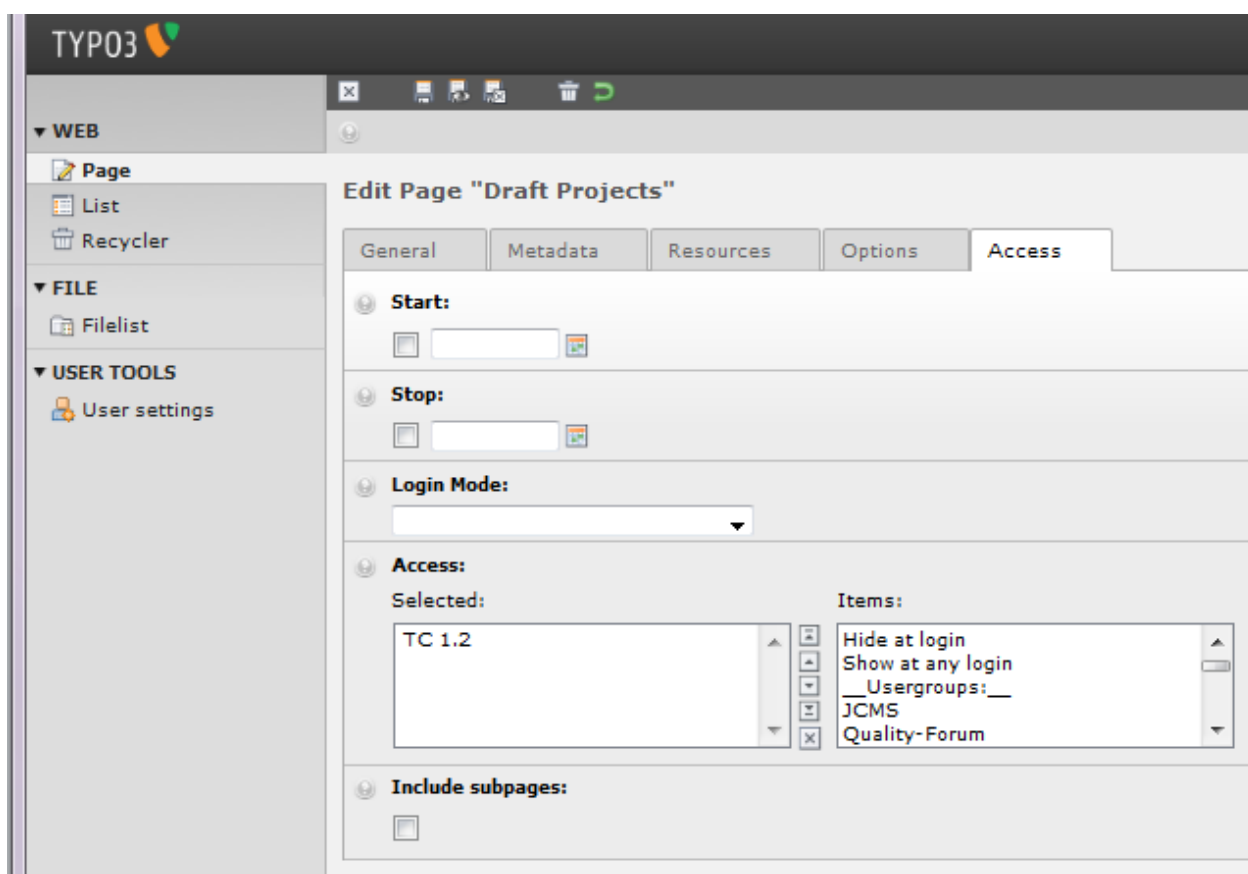 TYPO3
WEB
Page
List
Recycler
FILE
Filelist
USER TOOLS
User settings
Edit Page "Draft Projects"
General Metadata Resources Options Access
Start:
Stop:
Login Mode:
Access:
Selected: Items:
TC 1.2
Hide at login
Show at any login
__Usergroups:__
JCMS
Quality-Forum
Include subpages: